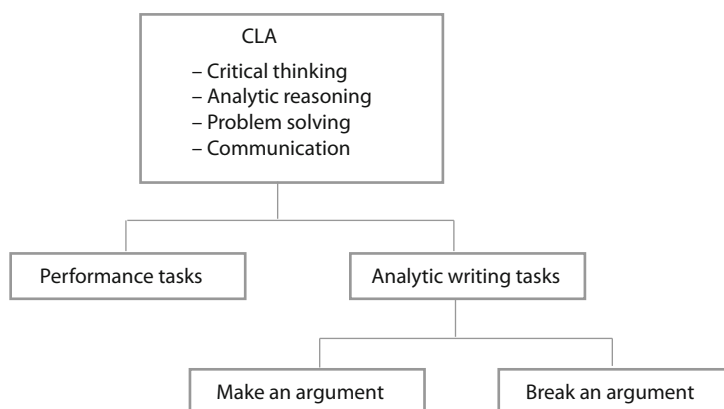 CLA
– Critical thinking
– Analytic reasoning
– Problem solving
– Communication
Performance tasks
Analytic writing tasks
Make an argument
Break an argument